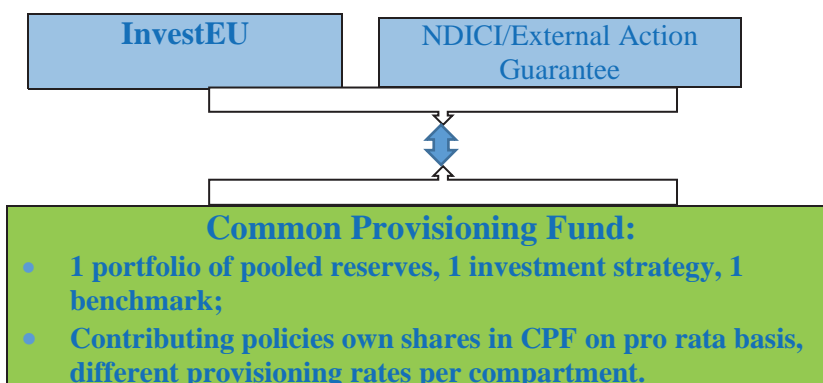 InvestEU
NDICI/External Action
Guarantee
Common Provisioning Fund:
• 1 portfolio of pooled reserves, 1 investment strategy, 1
benchmark;
• Contributing policies own shares in CPF on pro rata basis,
different provisioning rates per compartment.